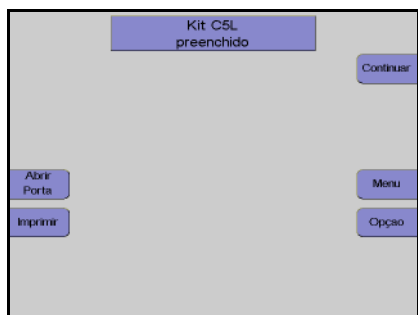 Kit C5L
preenchido
Continuar
Abrir
Porta
Menu
Imprimir
Opçao